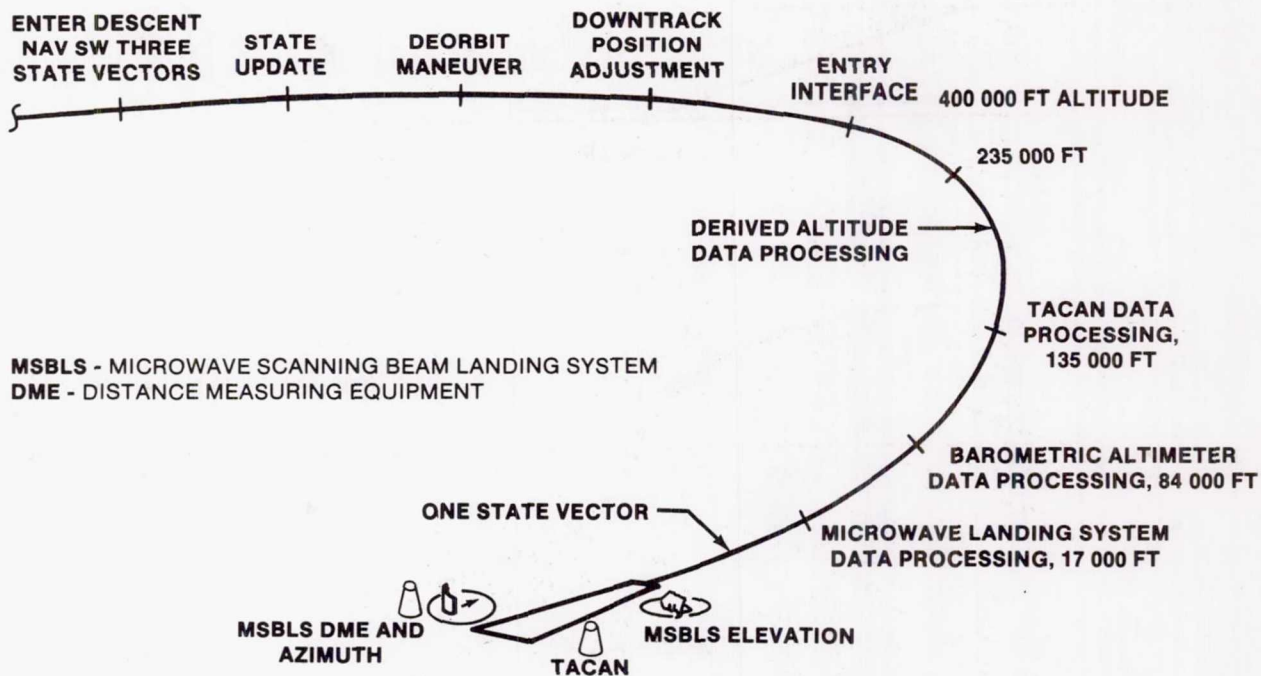 ENTER DESCENT
NAV SW THREE
STATE VECTORS
STATE
UPDATE
DEORBIT
MANEUVER
DOWNTRACK
POSITION
ADJUSTMENT
ENTRY
INTERFACE
400 000 FT ALTITUDE
235 000 FT
DERIVED ALTITUDE
DATA PROCESSING
TACAN DATA
PROCESSING,
135 000 FT
MSBLS - MICROWAVE SCANNING BEAM LANDING SYSTEM
DME - DISTANCE MEASURING EQUIPMENT
BAROMETRIC ALTIMETER
DATA PROCESSING, 84 000 FT
ONE STATE VECTOR
MICROWAVE LANDING SYSTEM
DATA PROCESSING, 17 000 FT
MSBLS DME AND
AZIMUTH
TACAN
MSBLS ELEVATION